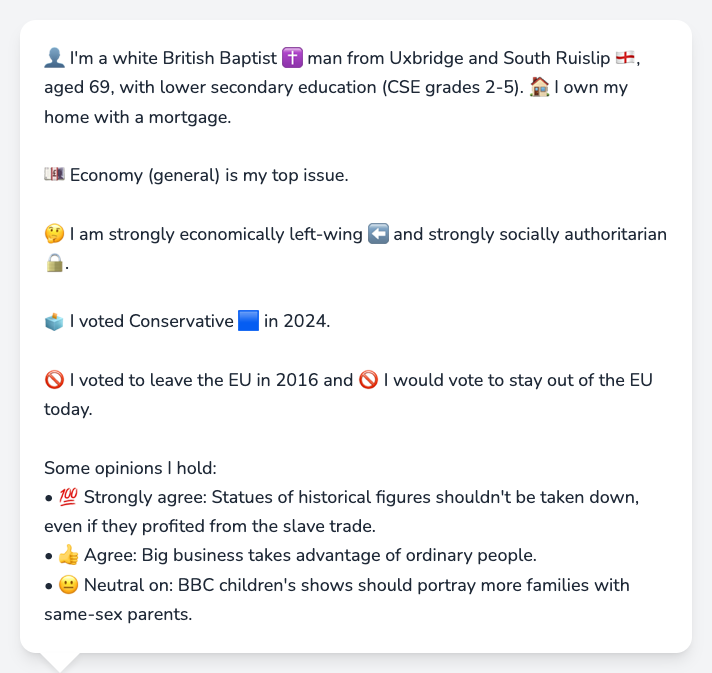 👤 I'm a white British Baptist ✝️ man from Uxbridge and South Ruislip 🏴󠁧󠁢󠁥󠁮󠁧󠁿,
aged 69, with lower secondary education (CSE grades 2-5). 🏠 I own my
home with a mortgage.
💷 Economy (general) is my top issue.
🤔 I am strongly economically left-wing ⬅️ and strongly socially authoritarian
🔒.
🗳️ I voted Conservative 🟦 in 2024.
🚫 I voted to leave the EU in 2016 and 🚫 I would vote to stay out of the EU
today.
Some opinions I hold:
• 💯 Strongly agree: Statues of historical figures shouldn't be taken down,
even if they profited from the slave trade.
• 👍 Agree: Big business takes advantage of ordinary people.
• 😐 Neutral on: BBC children's shows should portray more families with
same-sex parents.